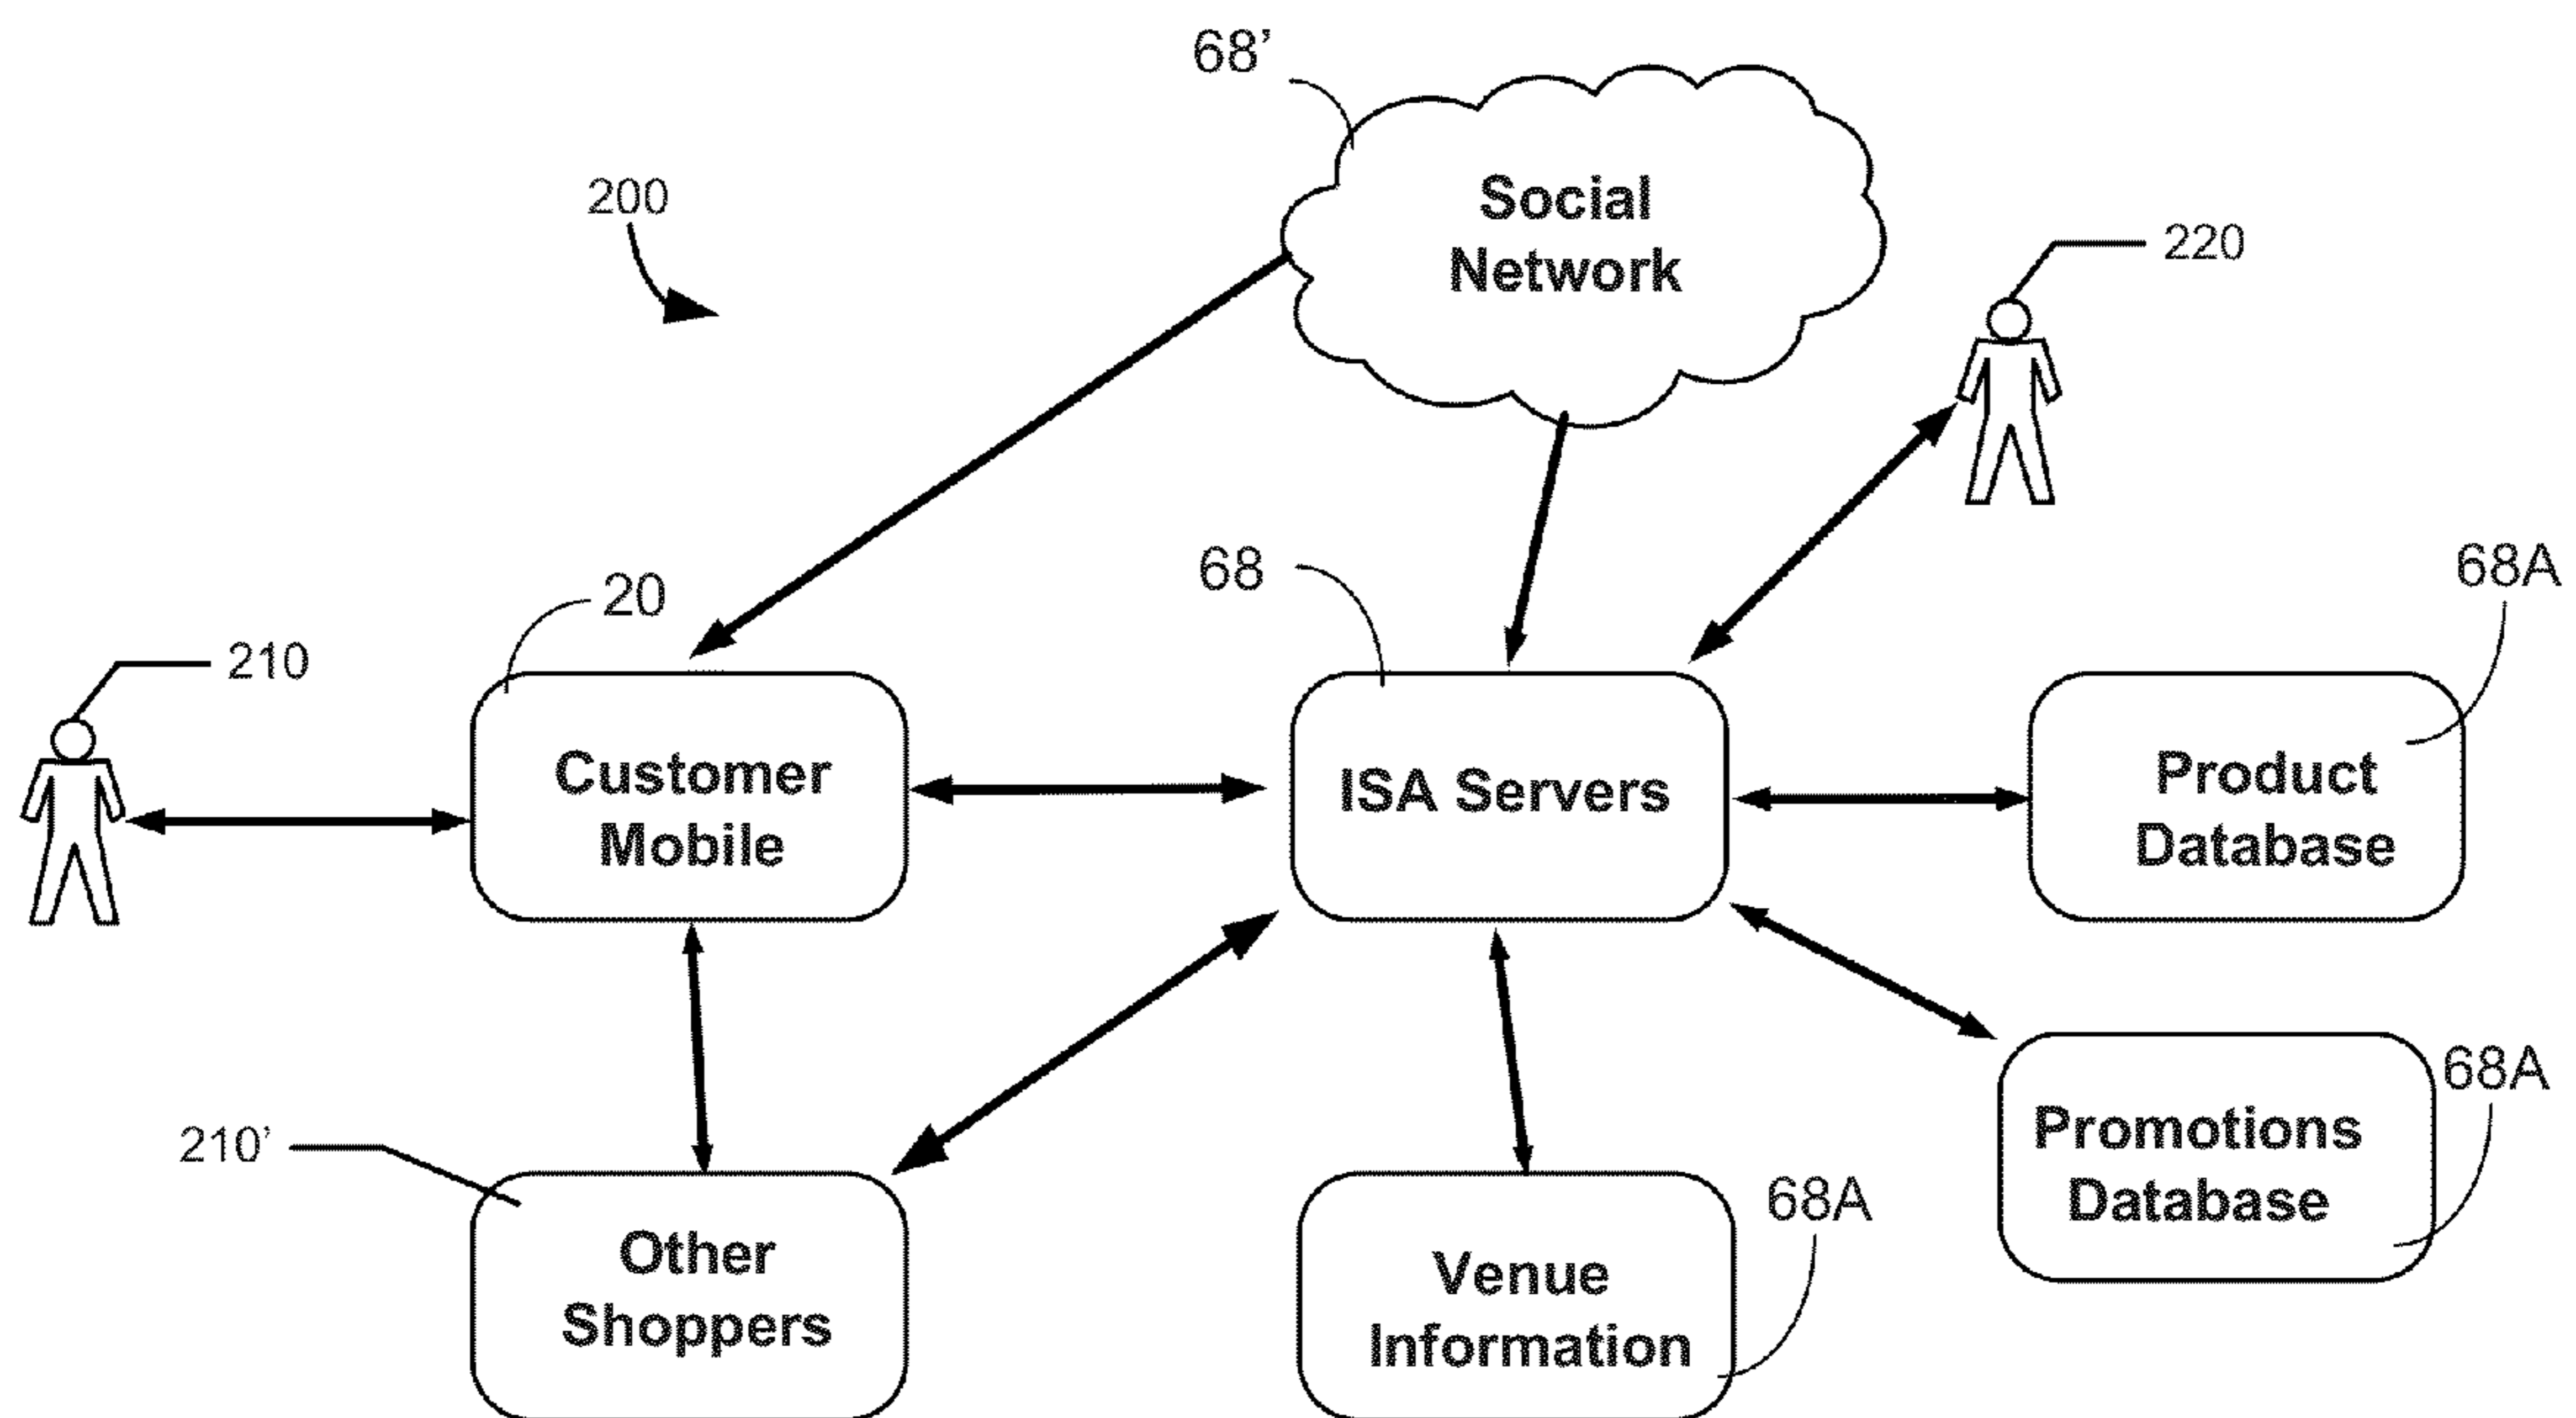 68’
Social
Network
200
220
68
68A
20
210
Customer
Mobile
ISA Servers
Product
Database
68A
Promotions
Database
210’
68A
Other
Shoppers
Venue
Information